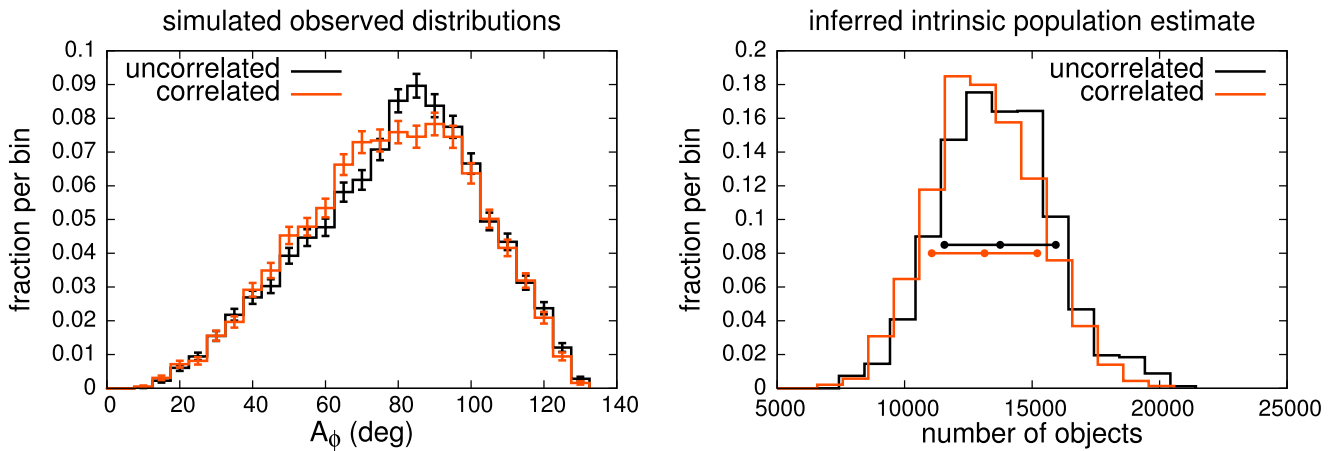 simulated observed distributions
uncorrelated
correlated
fraction per bin
0.1
0.09
0.08
0.07
0.06
0.05
0.04
0.03
0.02
0.01
0
0 20 40 60 80 100 120 140
Aϕ (deg)
inferred intrinsic population estimate
uncorrelated
correlated
fraction per bin
0.2
0.18
0.16
0.14
0.12
0.1
0.08
0.06
0.04
0.02
0
5000 10000 15000 20000 25000
number of objects